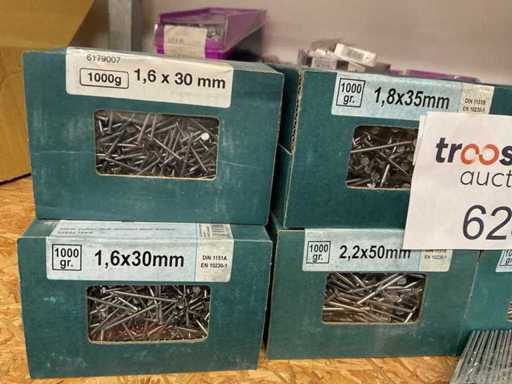 6179007
1000g 1,6 x 30 mm
1000 gr. 1,8x35mm DIN 1151B
EN 10230-1
troos
auct
62
1000 gr. 1,6x30mm DIN 1151A
EN 10230-1
1000 gr. 2,2x50mm DIN 1151A
EN 10230-1